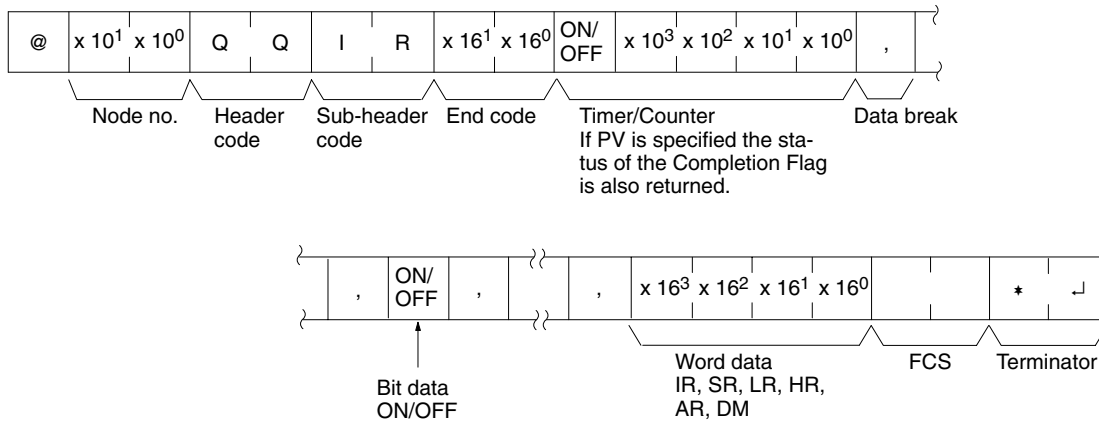 @ x 10¹ x 10⁰ Q Q I R x 16¹ x 16⁰ ON/OFF x 10³ x 10² x 10¹ x 10⁰ ,
Node no.
Header
code
Sub-header
code
End code
Timer/Counter
If PV is specified the sta-
tus of the Completion Flag
is also returned.
Data break
, ON/OFF , , x 16³ x 16² x 16¹ x 16⁰ * ↵
Bit data
ON/OFF
Word data
IR, SR, LR, HR,
AR, DM
FCS
Terminator